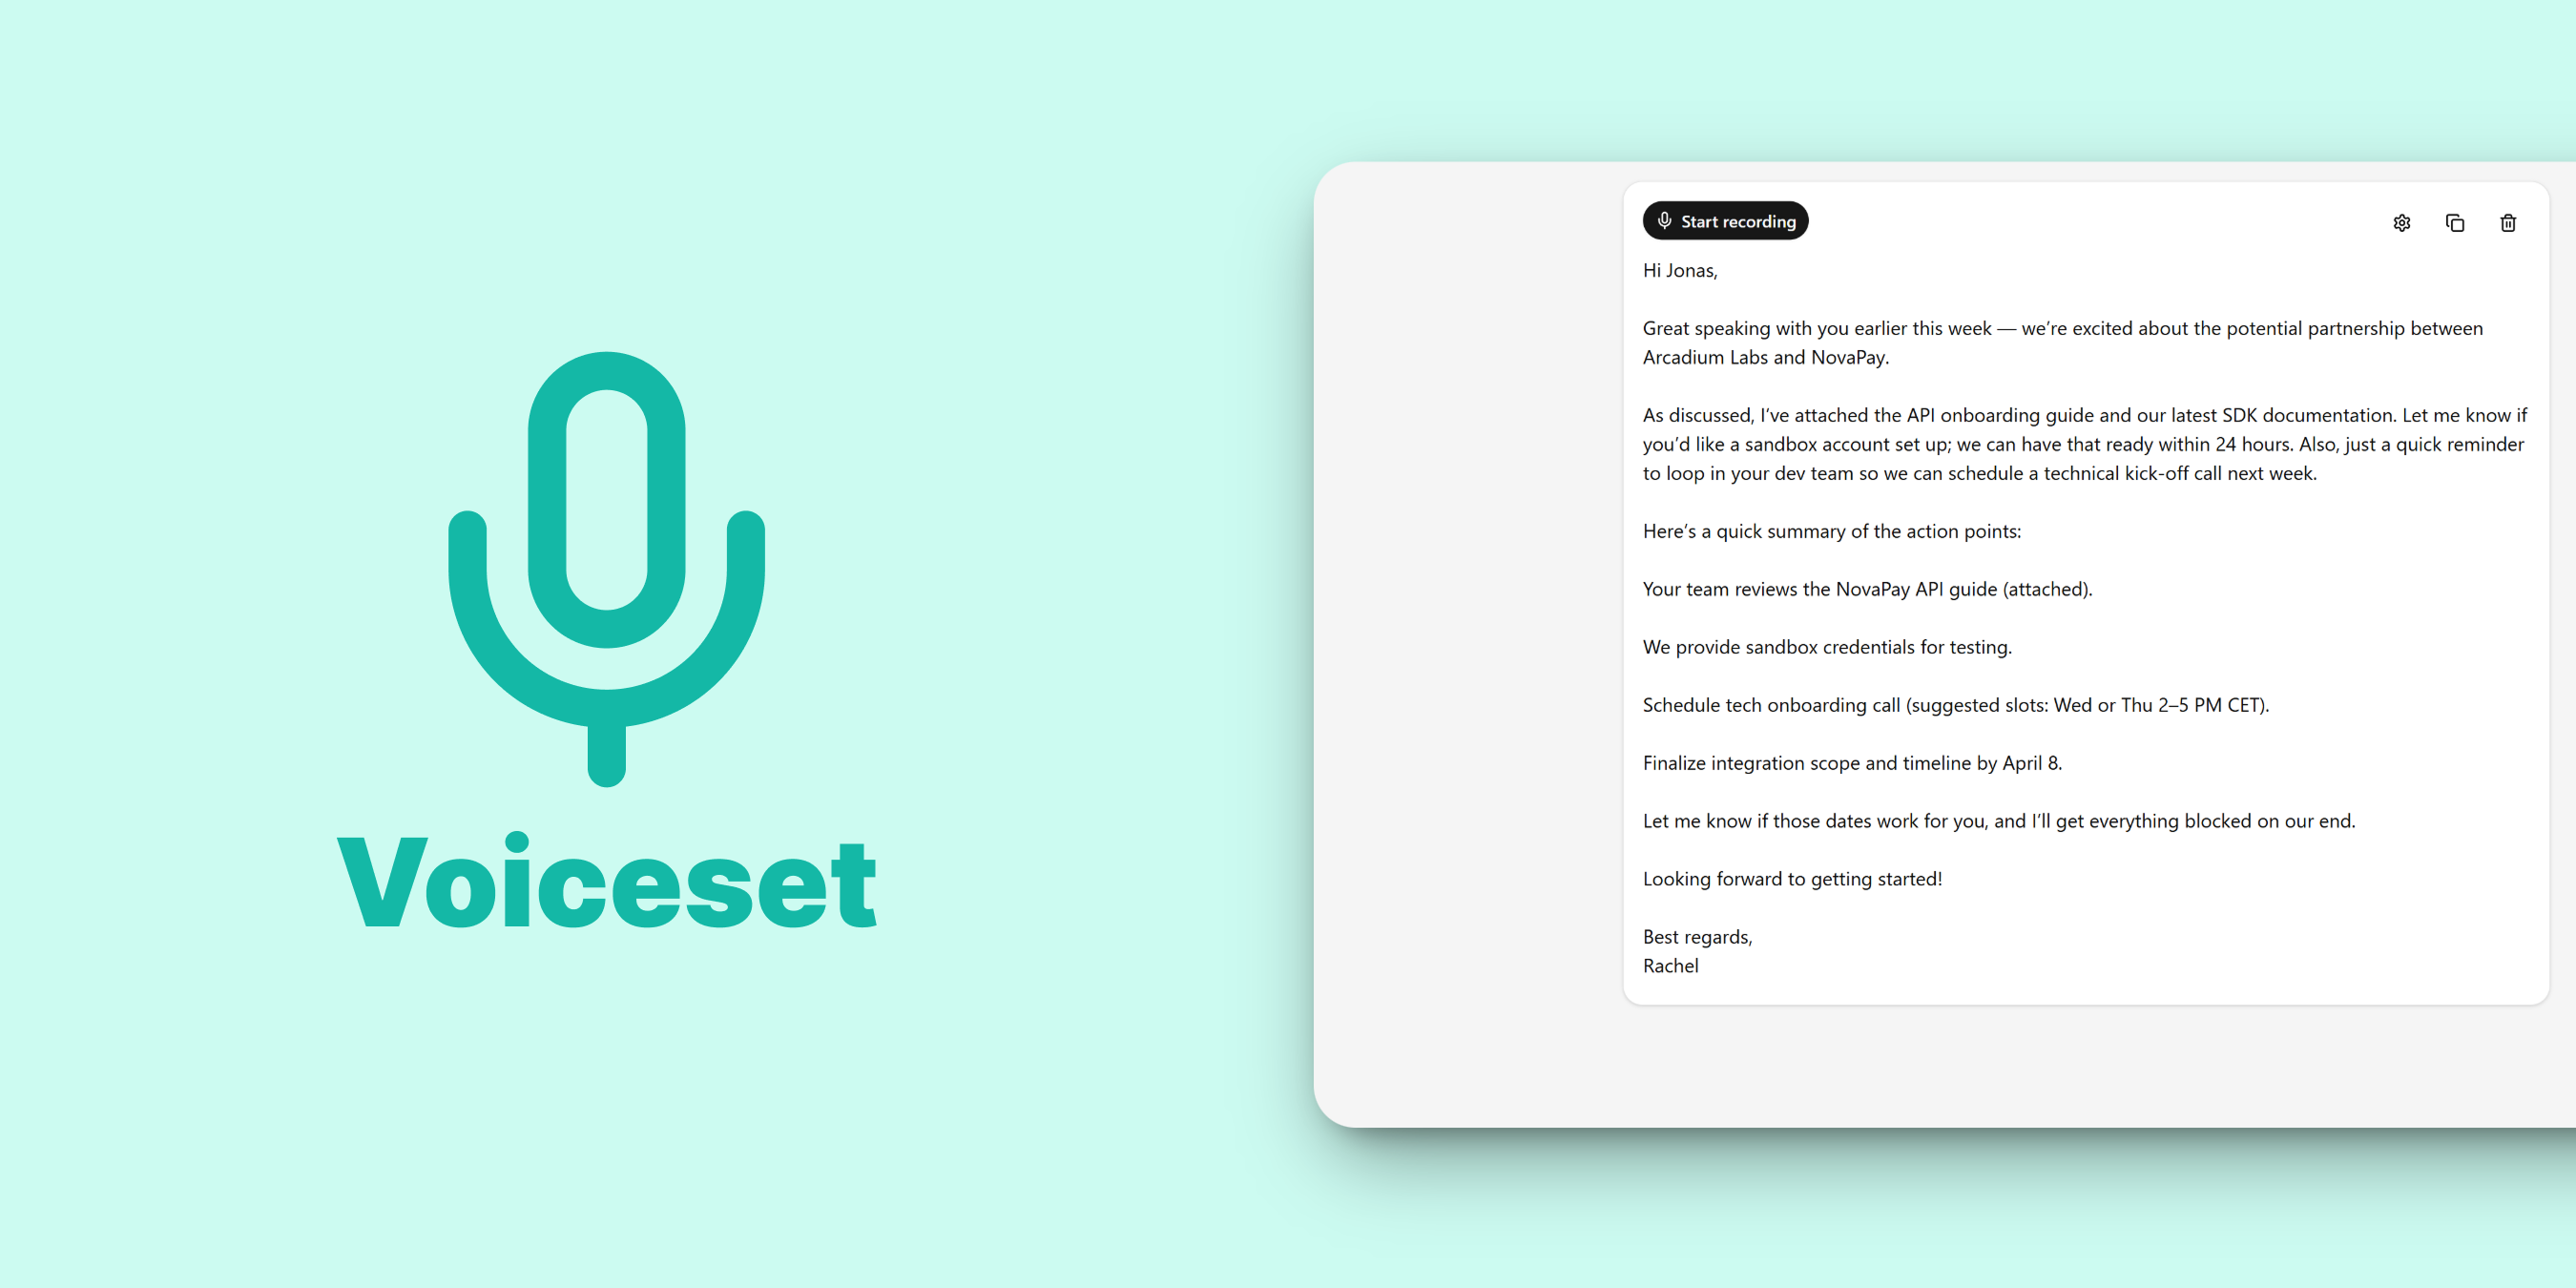 Voiceset
Start recording
Hi Jonas,
Great speaking with you earlier this week — we’re excited about the potential partnership between
Arcadium Labs and NovaPay.
As discussed, I’ve attached the API onboarding guide and our latest SDK documentation. Let me know if
you’d like a sandbox account set up; we can have that ready within 24 hours. Also, just a quick reminder
to loop in your dev team so we can schedule a technical kick-off call next week.
Here’s a quick summary of the action points:
Your team reviews the NovaPay API guide (attached).
We provide sandbox credentials for testing.
Schedule tech onboarding call (suggested slots: Wed or Thu 2–5 PM CET).
Finalize integration scope and timeline by April 8.
Let me know if those dates work for you, and I’ll get everything blocked on our end.
Looking forward to getting started!
Best regards,
Rachel